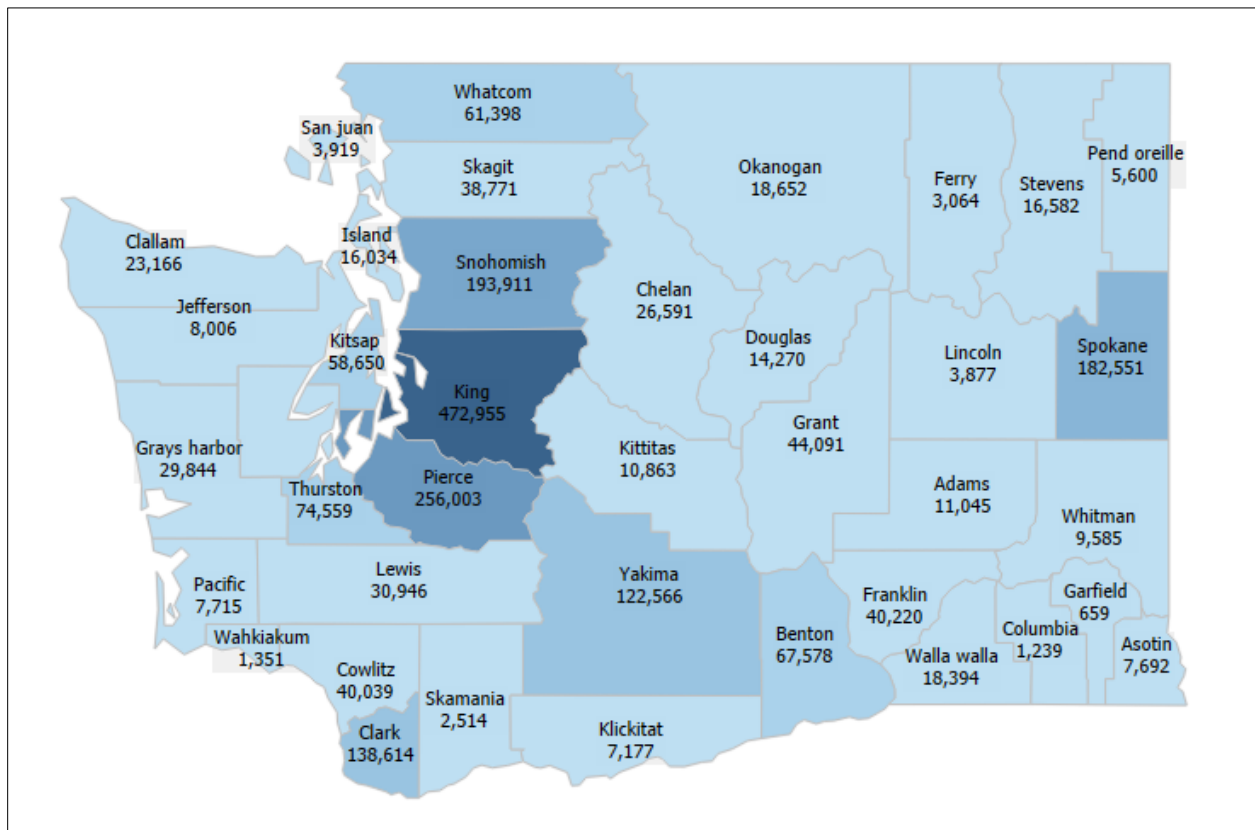 Whatcom
61,398
San juan
3,919
Skagit
38,771
Okanogan
18,652
Ferry
3,064
Stevens
16,582
Pend oreille
5,600
Clallam
23,166
Island
16,034
Snohomish
193,911
Chelan
26,591
Jefferson
8,006
Kitsap
58,650
Douglas
14,270
Lincoln
3,877
Spokane
182,551
King
472,955
Grant
44,091
Grays harbor
29,844
Kittitas
10,863
Thurston
74,559
Pierce
256,003
Adams
11,045
Whitman
9,585
Pacific
7,715
Lewis
30,946
Yakima
122,566
Franklin
40,220
Garfield
659
Wahkiakum
1,351
Benton
67,578
Columbia
1,239
Asotin
7,692
Cowlitz
40,039
Walla walla
18,394
Skamania
2,514
Clark
138,614
Klickitat
7,177